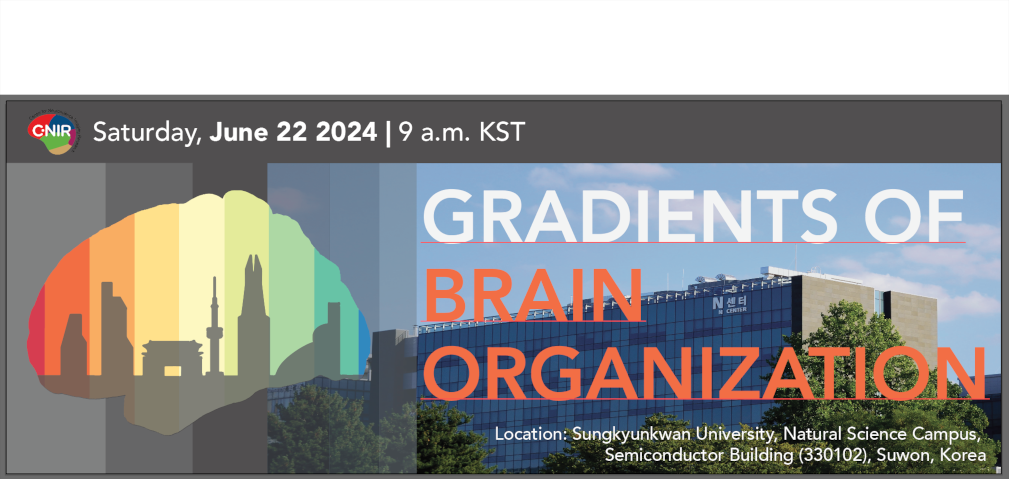 CNIR
Saturday, June 22 2024 | 9 a.m. KST
GRADIENTS OF
BRAIN
ORGANIZATION
N 센터
N CENTER
Location: Sungkyunkwan University, Natural Science Campus,
Semiconductor Building (330102), Suwon, Korea